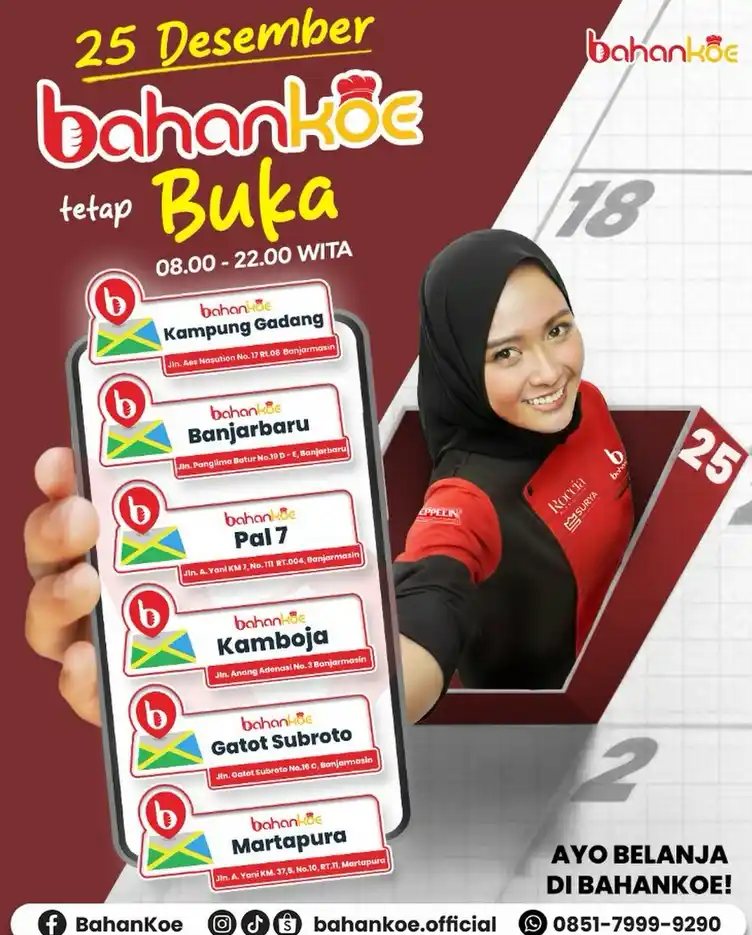 25 Desember
bahankoe
bahankoe
tetap Buka
08.00 - 22.00 WITA
18
bahankoe
Kampung Gadang
Jln. Aes Nasution No. 17 Rt.08 Banjarmasin
bahankoe
Banjarbaru
Jln. Panglima Batur No.19 D - E, Banjarbaru
bahankoe
Pal 7
Jln. A. Yani KM 7, No. 111 RT.004, Banjarmasin
bahankoe
Kamboja
Jln. Anang Adenasi No. 3 Banjarmasin
bahankoe
Gatot Subroto
Jln. Gatot Subroto No.16 C, Banjarmasin
bahankoe
Martapura
Jln. A. Yani KM. 37,5. No.10, RT.11, Martapura
25
Roccia
SURYA
2
AYO BELANJA
DI BAHANKOE!
BahanKoe bahankoe.official 0851-7999-9290